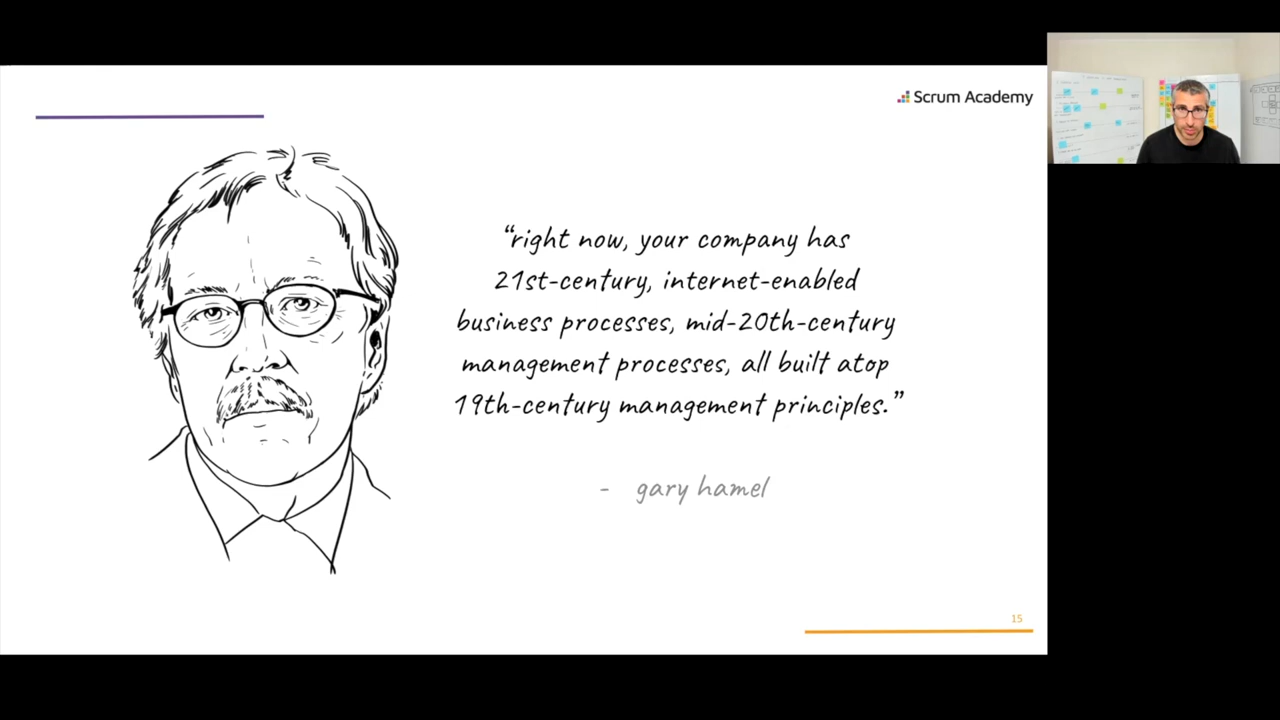 Scrum Academy
“right now, your company has
21st-century, internet-enabled
business processes, mid-20th-century
management processes, all built atop
19th-century management principles.”
- gary hamel
15